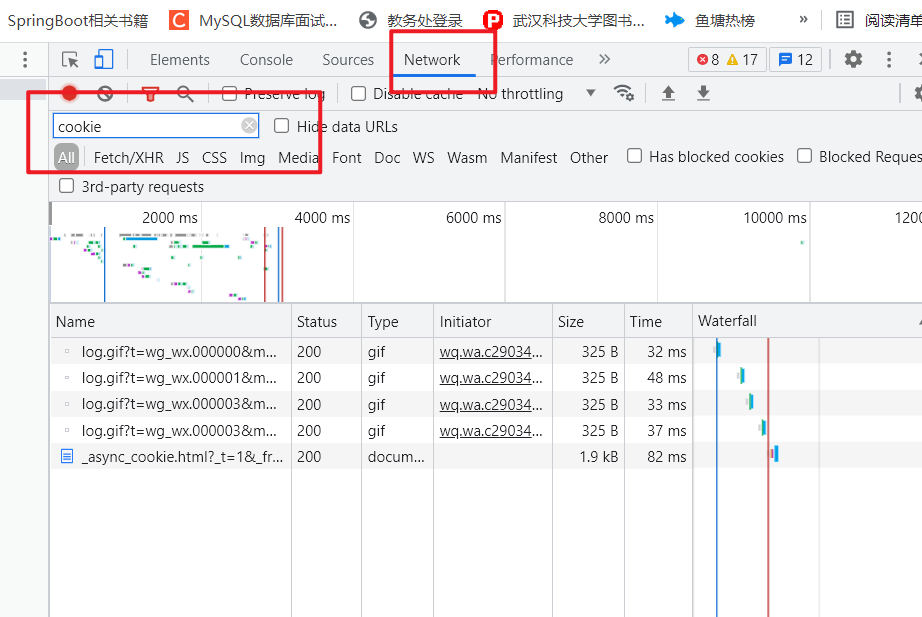 SpringBoot相关书籍 MySQL数据库面试... 教务处登录 武汉科技大学图书... 鱼塘热榜 » 阅读清单
Elements Console Sources Network Performance » 8 17 12
Preserve log Disable cache No throttling
cookie Hide data URLs
All Fetch/XHR JS CSS Img Media Font Doc WS Wasm Manifest Other Has blocked cookies Blocked Reques
3rd-party requests
2000 ms 4000 ms 6000 ms 8000 ms 10000 ms 1200
Name Status Type Initiator Size Time Waterfall
log.gif?t=wg_wx.000000&m... 200 gif wq.wa.c29034... 325 B 32 ms
log.gif?t=wg_wx.000001&m... 200 gif wq.wa.c29034... 325 B 48 ms
log.gif?t=wg_wx.000003&m... 200 gif wq.wa.c29034... 325 B 33 ms
log.gif?t=wg_wx.000003&m... 200 gif wq.wa.c29034... 325 B 37 ms
_async_cookie.html?_t=1&_fr... 200 docum... 1.9 kB 82 ms